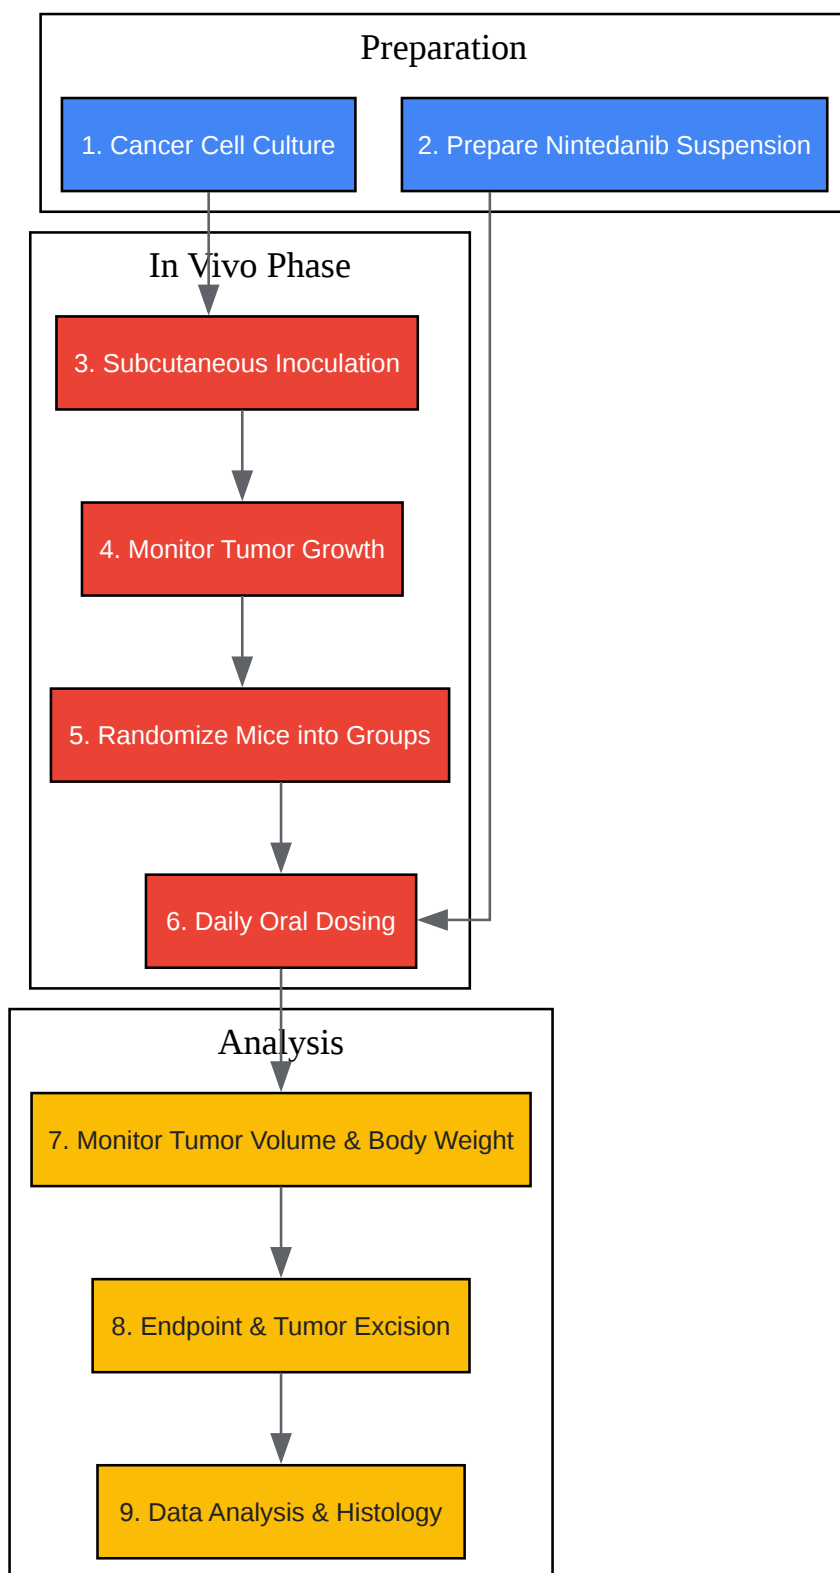 Preparation
1. Cancer Cell Culture
2. Prepare Nintedanib Suspension
In Vivo Phase
3. Subcutaneous Inoculation
4. Monitor Tumor Growth
5. Randomize Mice into Groups
6. Daily Oral Dosing
Analysis
7. Monitor Tumor Volume & Body Weight
8. Endpoint & Tumor Excision
9. Data Analysis & Histology